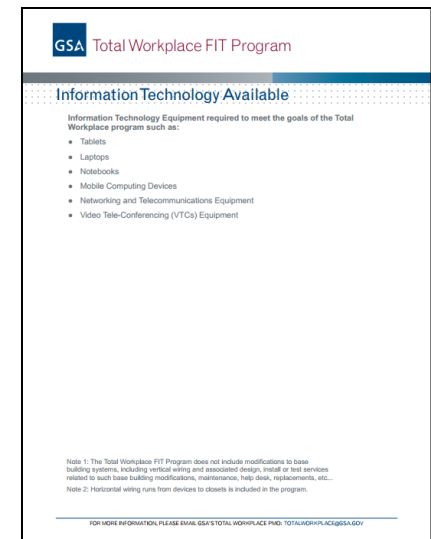 GSA Total Workplace FIT Program
Information Technology Available
Information Technology Equipment required to meet the goals of the Total
Workplace program such as:
● Tablets
● Laptops
● Notebooks
● Mobile Computing Devices
● Networking and Telecommunications Equipment
● Video Tele-Conferencing (VTCs) Equipment
Note 1: The Total Workplace FIT Program does not include modifications to base
building systems, including vertical wiring and associated design, install or test services
related to such base building modifications, maintenance, help desk, replacements, etc...
Note 2: Horizontal wiring runs from devices to closets is included in the program.
FOR MORE INFORMATION, PLEASE EMAIL GSA'S TOTAL WORKPLACE PMO: TOTALWORKPLACE@GSA.GOV